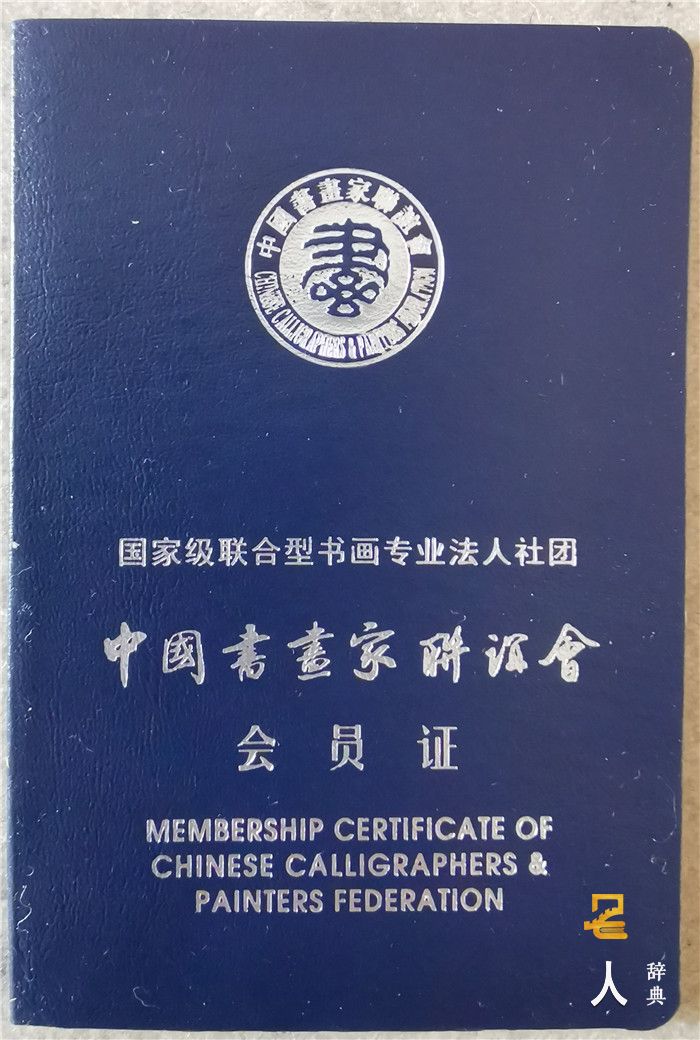 中國書畫家聯誼會
CHINESE CALLIGRAPHERS & PAINTERS FEDERATION
国家级联合型书画专业法人社团
中國書畫家聯誼會
会员证
MEMBERSHIP CERTIFICATE OF
CHINESE CALLIGRAPHERS &
PAINTERS FEDERATION
人 辞典